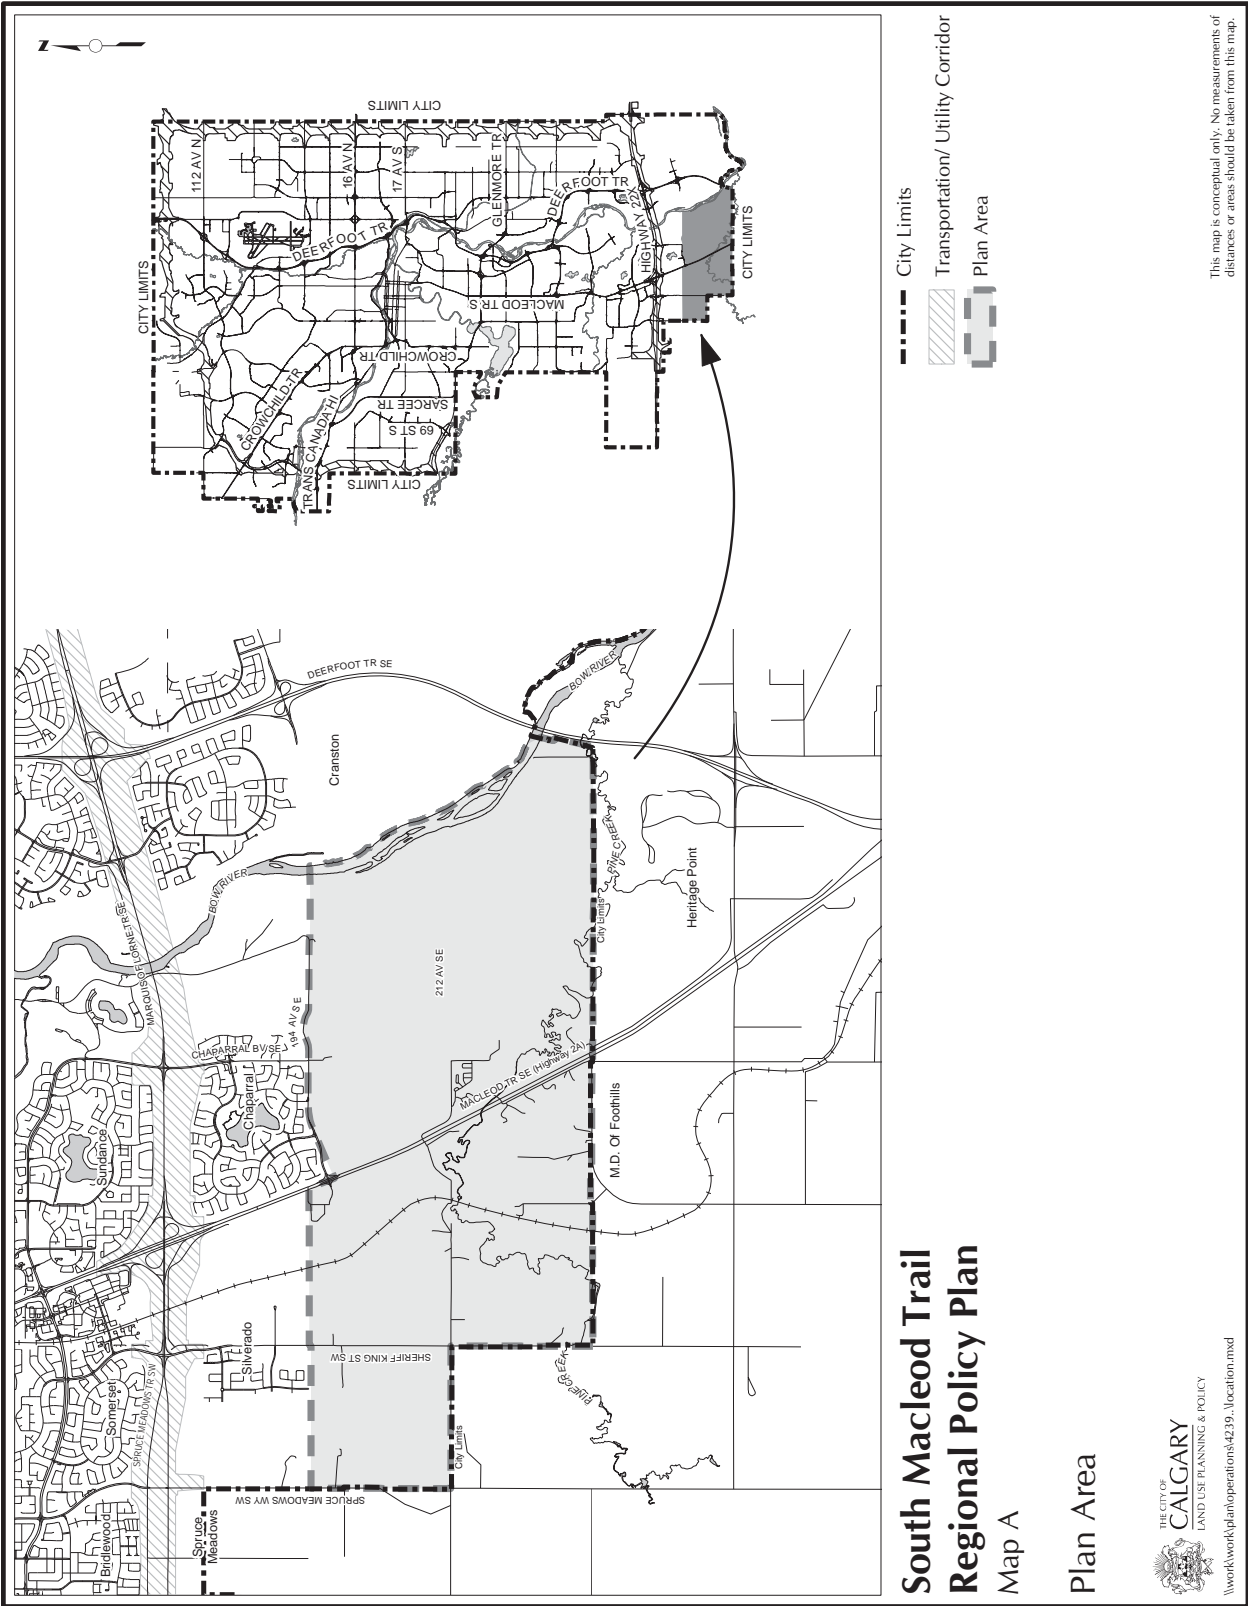 N
CITY LIMITS
CITY LIMITS
112 AV N
16 AV N
17 AV S
DEERFOOT TR
GLENMORE TR
DEERFOOT TR
HIGHWAY 22X
CITY LIMITS
MACLEOD TR S
CROWCHILD TR
CROWCHILD TR
SARCEE TR
69 ST S
TRANS CANADA HI
CITY LIMITS
DEERFOOT TR SE
BOW RIVER
Cranston
BOW RIVER
MARQUIS OF LORNE TR SE
PINE CREEK
Heritage Point
City Limits
212 AV SE
194 AV SE
CHAPARRAL BV SE
Chaparral
Sundance
MACLEOD TR SE (Highway 2A)
M.D. Of Foothills
Silverado
SHERIFF KING ST SW
Somerset
SPRUCE MEADOWS TR SW
PINE CREEK
City Limits
SPRUCE MEADOWS WY SW
Spruce
Meadows
Bridlewood
City Limits
Transportation/ Utility Corridor
Plan Area
South Macleod Trail
Regional Policy Plan
Map A
Plan Area
THE CITY OF
CALGARY
LAND USE PLANNING & POLICY
This map is conceptual only. No measurements of
distances or areas should be taken from this map.
\\work\work\plan\operations\4239..\location.mxd